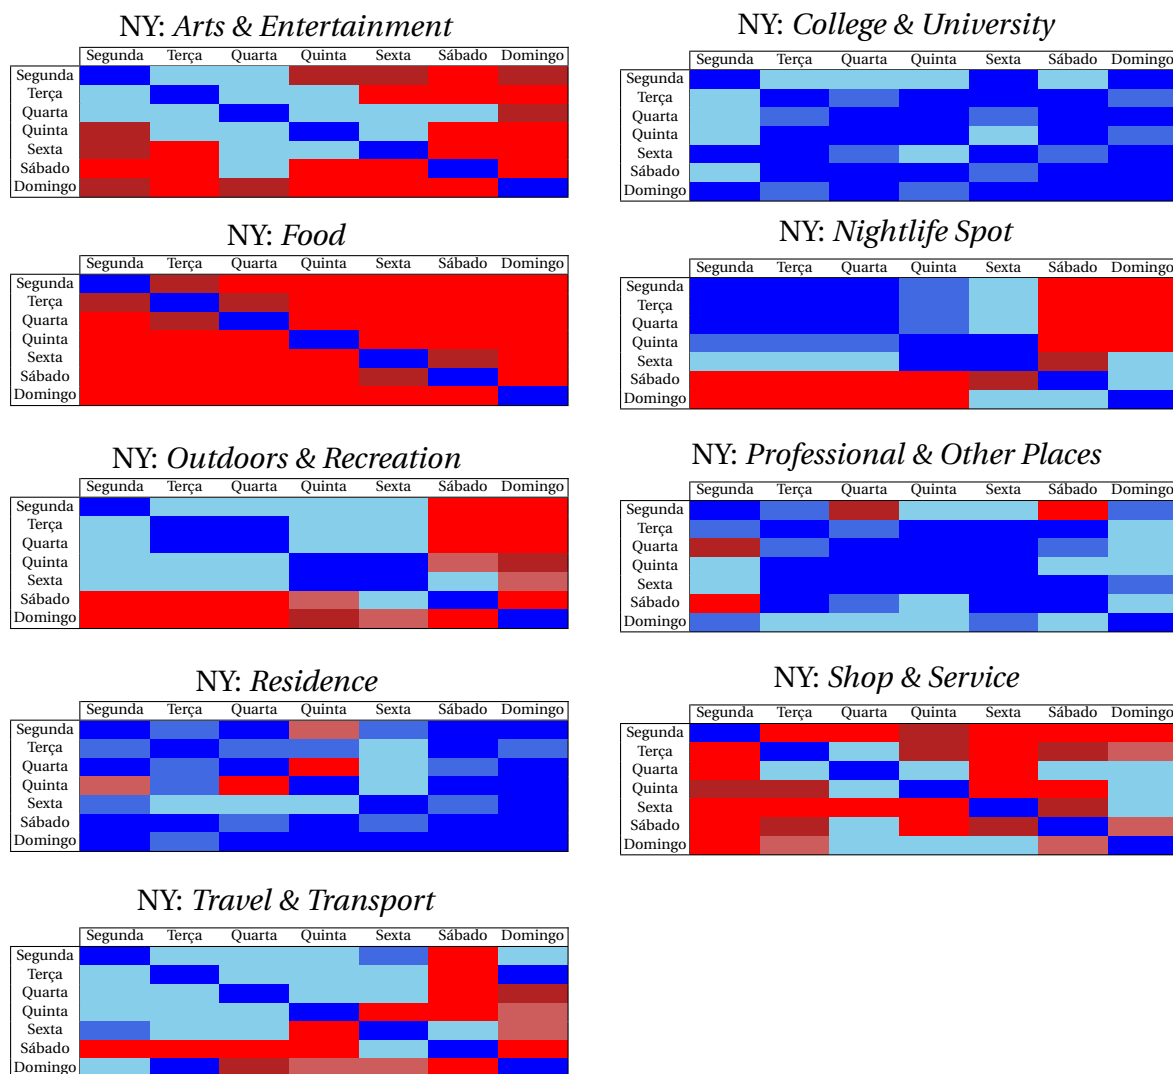 NY: Arts & Entertainment
Segunda Terça Quarta Quinta Sexta Sábado Domingo
Segunda
Terça
Quarta
Quinta
Sexta
Sábado
Domingo
NY: College & University
Segunda Terça Quarta Quinta Sexta Sábado Domingo
Segunda
Terça
Quarta
Quinta
Sexta
Sábado
Domingo
NY: Food
Segunda Terça Quarta Quinta Sexta Sábado Domingo
Segunda
Terça
Quarta
Quinta
Sexta
Sábado
Domingo
NY: Nightlife Spot
Segunda Terça Quarta Quinta Sexta Sábado Domingo
Segunda
Terça
Quarta
Quinta
Sexta
Sábado
Domingo
NY: Outdoors & Recreation
Segunda Terça Quarta Quinta Sexta Sábado Domingo
Segunda
Terça
Quarta
Quinta
Sexta
Sábado
Domingo
NY: Professional & Other Places
Segunda Terça Quarta Quinta Sexta Sábado Domingo
Segunda
Terça
Quarta
Quinta
Sexta
Sábado
Domingo
NY: Residence
Segunda Terça Quarta Quinta Sexta Sábado Domingo
Segunda
Terça
Quarta
Quinta
Sexta
Sábado
Domingo
NY: Shop & Service
Segunda Terça Quarta Quinta Sexta Sábado Domingo
Segunda
Terça
Quarta
Quinta
Sexta
Sábado
Domingo
NY: Travel & Transport
Segunda Terça Quarta Quinta Sexta Sábado Domingo
Segunda
Terça
Quarta
Quinta
Sexta
Sábado
Domingo